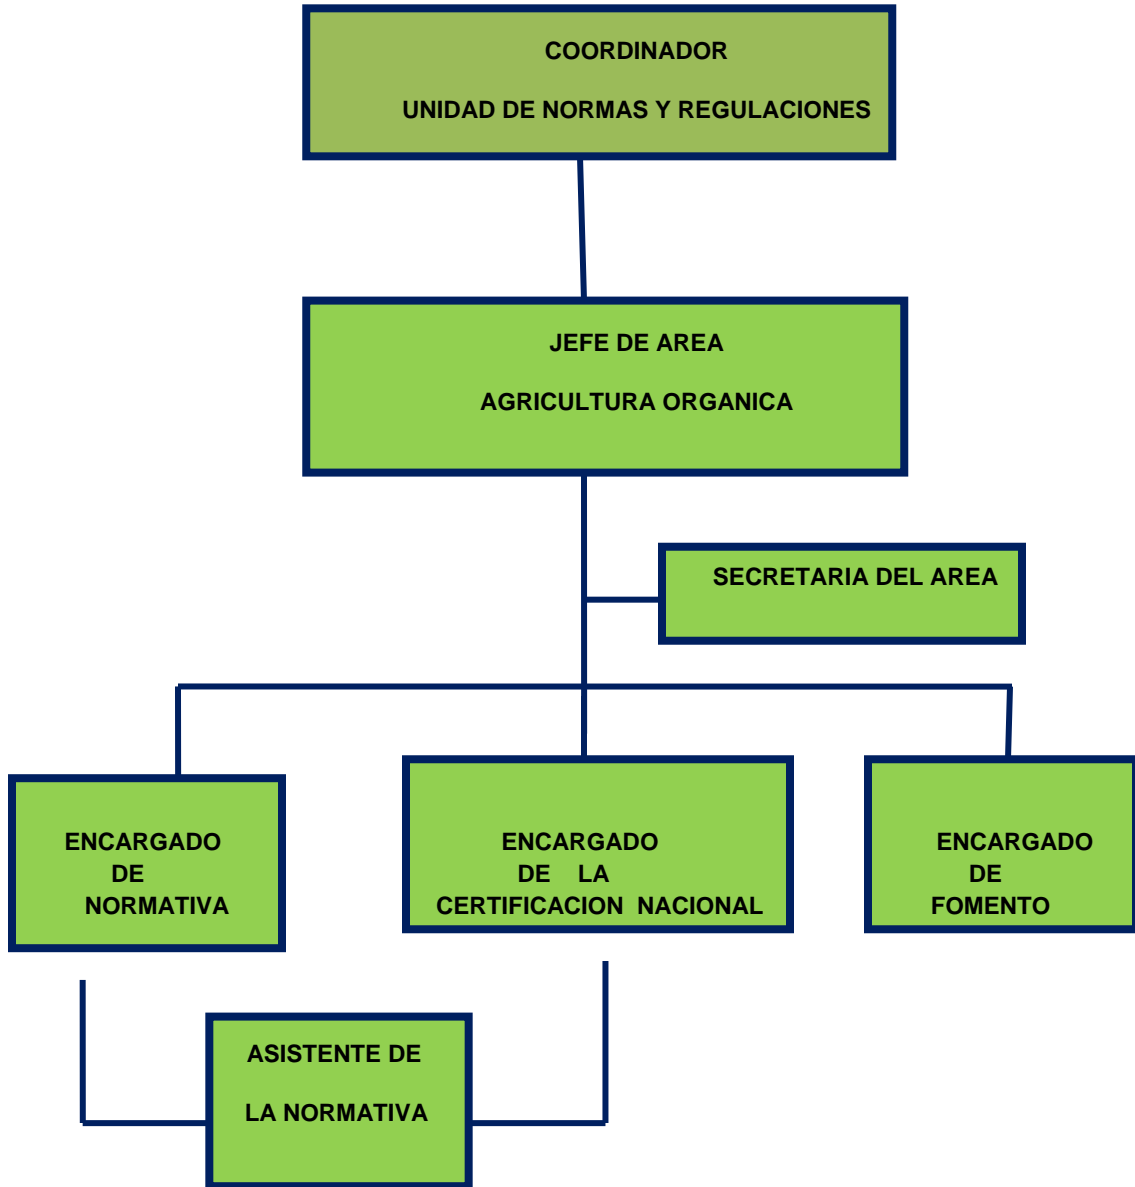 COORDINADOR
UNIDAD DE NORMAS Y REGULACIONES
JEFE DE AREA
AGRICULTURA ORGANICA
SECRETARIA DEL AREA
ENCARGADO
DE
NORMATIVA
ENCARGADO
DE LA
CERTIFICACION NACIONAL
ENCARGADO
DE
FOMENTO
ASISTENTE DE
LA NORMATIVA